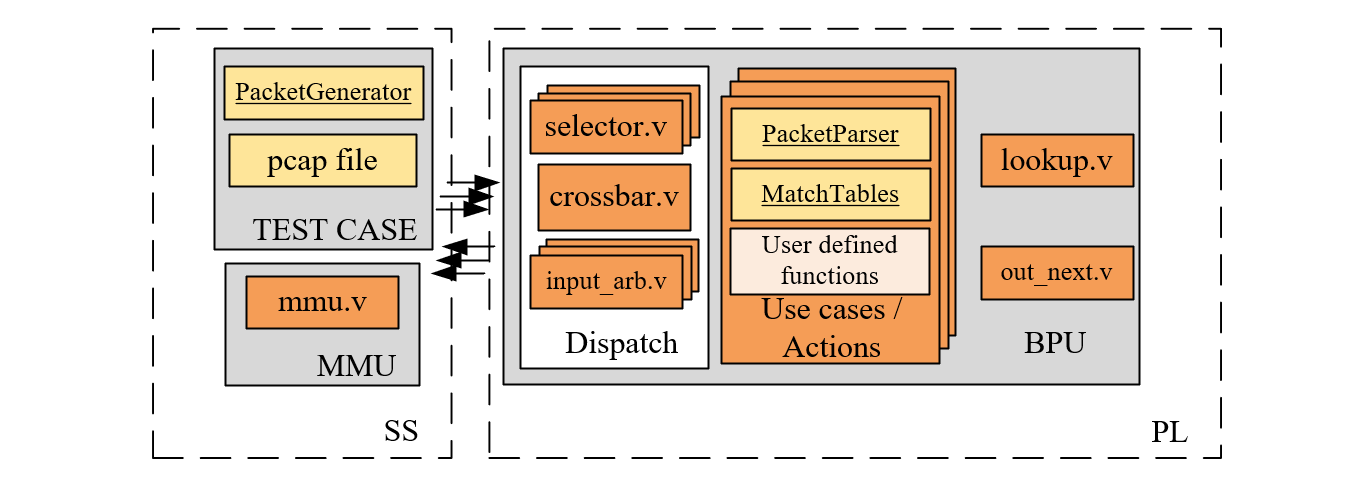 PacketGenerator
pcap file
TEST CASE
mmu.v
MMU
SS
selector.v
crossbar.v
input_arb.v
Dispatch
PacketParser
MatchTables
User defined
functions
Use cases /
Actions
lookup.v
out_next.v
BPU
PL